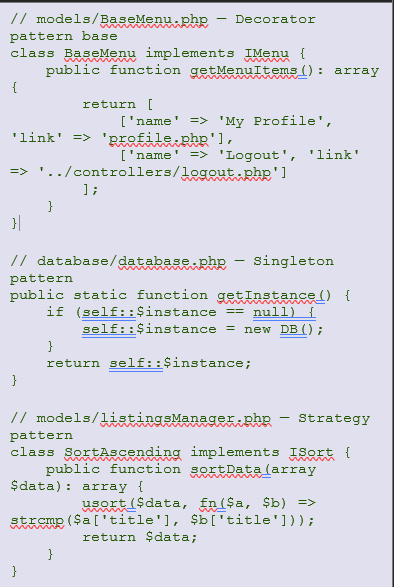 // models/BaseMenu.php — Decorator
pattern base
class BaseMenu implements IMenu {
    public function getMenuItems(): array
{
        return [
            ['name' => 'My Profile',
'link' => 'profile.php'],
            ['name' => 'Logout', 'link'
=> '../controllers/logout.php']
        ];
    }
}
// database/database.php — Singleton
pattern
public static function getInstance() {
    if (self::$instance == null) {
        self::$instance = new DB();
    }
    return self::$instance;
}
// models/listingsManager.php — Strategy
pattern
class SortAscending implements ISort {
    public function sortData(array
$data): array {
        usort($data, fn($a, $b) =>
strcmp($a['title'], $b['title']));
        return $data;
    }
}